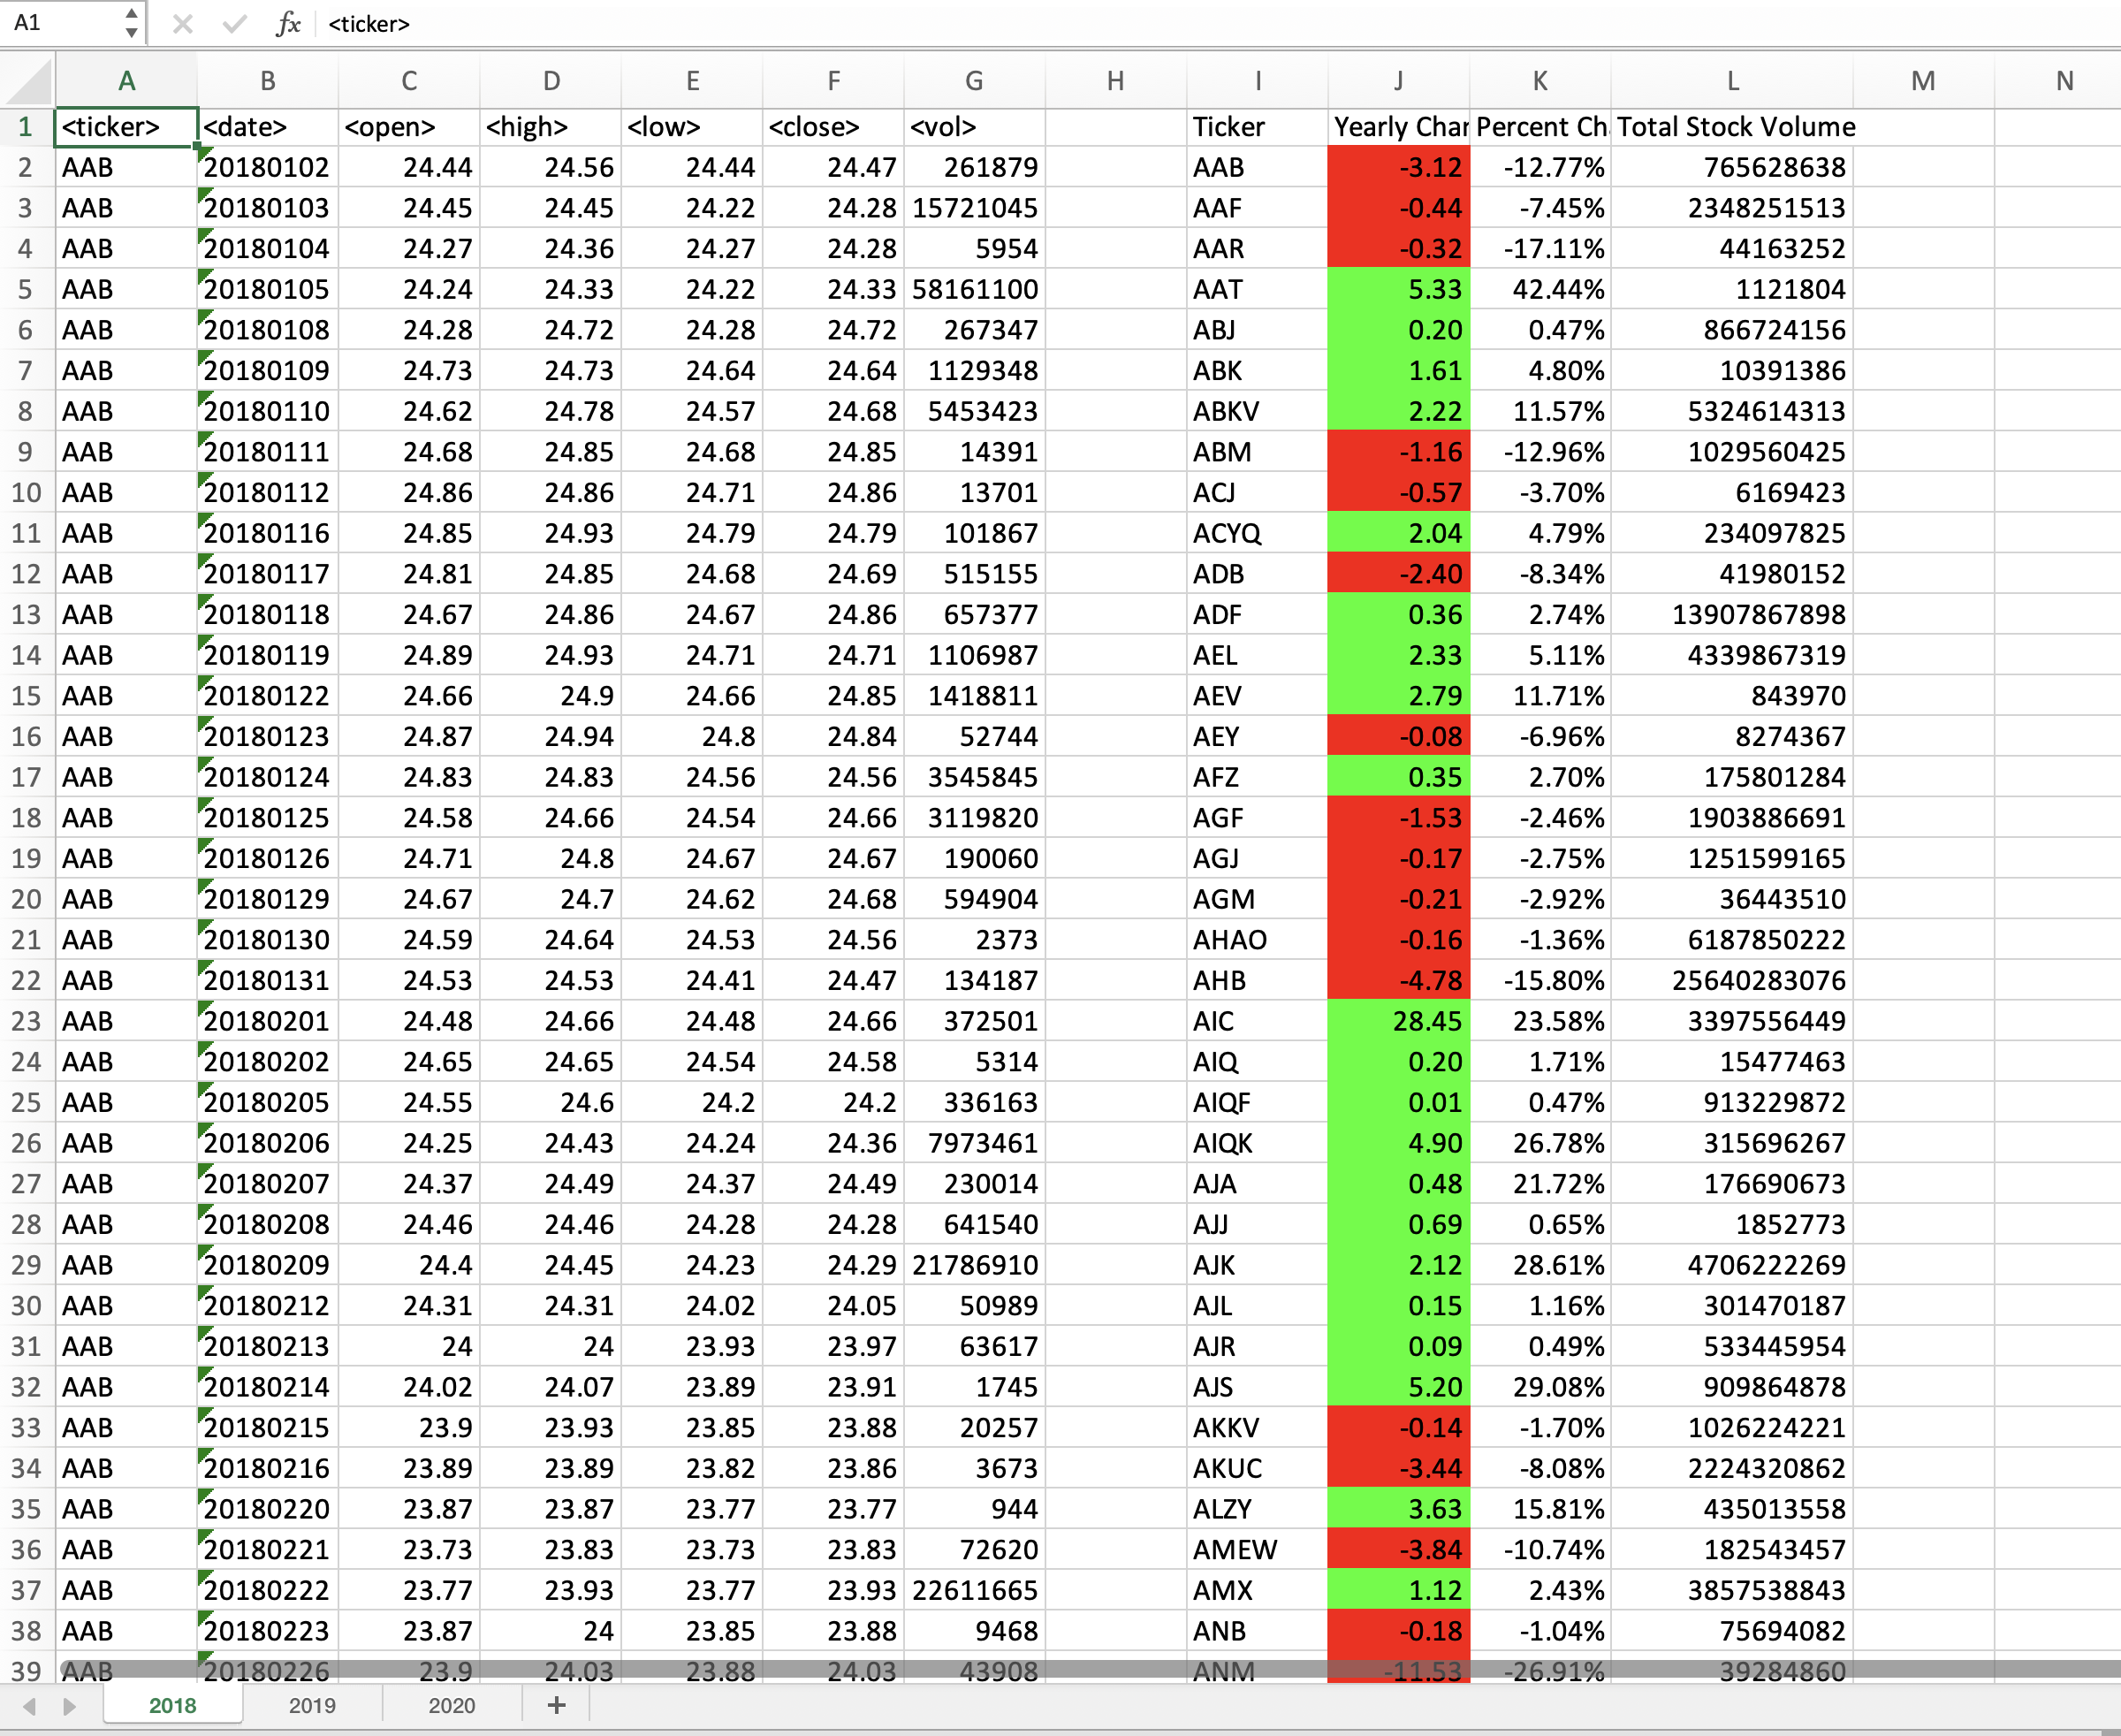 A1 fx <ticker>
A B C D E F G H I J K L M N
1 <ticker> <date> <open> <high> <low> <close> <vol> Ticker Yearly Char Percent Ch Total Stock Volume
2 AAB 20180102 24.44 24.56 24.44 24.47 261879 AAB -3.12 -12.77% 765628638
3 AAB 20180103 24.45 24.45 24.22 24.28 15721045 AAF -0.44 -7.45% 2348251513
4 AAB 20180104 24.27 24.36 24.27 24.28 5954 AAR -0.32 -17.11% 44163252
5 AAB 20180105 24.24 24.33 24.22 24.33 58161100 AAT 5.33 42.44% 1121804
6 AAB 20180108 24.28 24.72 24.28 24.72 267347 ABJ 0.20 0.47% 866724156
7 AAB 20180109 24.73 24.73 24.64 24.64 1129348 ABK 1.61 4.80% 10391386
8 AAB 20180110 24.62 24.78 24.57 24.68 5453423 ABKV 2.22 11.57% 5324614313
9 AAB 20180111 24.68 24.85 24.68 24.85 14391 ABM -1.16 -12.96% 1029560425
10 AAB 20180112 24.86 24.86 24.71 24.86 13701 ACJ -0.57 -3.70% 6169423
11 AAB 20180116 24.85 24.93 24.79 24.79 101867 ACYQ 2.04 4.79% 234097825
12 AAB 20180117 24.81 24.85 24.68 24.69 515155 ADB -2.40 -8.34% 41980152
13 AAB 20180118 24.67 24.86 24.67 24.86 657377 ADF 0.36 2.74% 13907867898
14 AAB 20180119 24.89 24.93 24.71 24.71 1106987 AEL 2.33 5.11% 4339867319
15 AAB 20180122 24.66 24.9 24.66 24.85 1418811 AEV 2.79 11.71% 843970
16 AAB 20180123 24.87 24.94 24.8 24.84 52744 AEY -0.08 -6.96% 8274367
17 AAB 20180124 24.83 24.83 24.56 24.56 3545845 AFZ 0.35 2.70% 175801284
18 AAB 20180125 24.58 24.66 24.54 24.66 3119820 AGF -1.53 -2.46% 1903886691
19 AAB 20180126 24.71 24.8 24.67 24.67 190060 AGJ -0.17 -2.75% 1251599165
20 AAB 20180129 24.67 24.7 24.62 24.68 594904 AGM -0.21 -2.92% 36443510
21 AAB 20180130 24.59 24.64 24.53 24.56 2373 AHAO -0.16 -1.36% 6187850222
22 AAB 20180131 24.53 24.53 24.41 24.47 134187 AHB -4.78 -15.80% 25640283076
23 AAB 20180201 24.48 24.66 24.48 24.66 372501 AIC 28.45 23.58% 3397556449
24 AAB 20180202 24.65 24.65 24.54 24.58 5314 AIQ 0.20 1.71% 15477463
25 AAB 20180205 24.55 24.6 24.2 24.2 336163 AIQF 0.01 0.47% 913229872
26 AAB 20180206 24.25 24.43 24.24 24.36 7973461 AIQK 4.90 26.78% 315696267
27 AAB 20180207 24.37 24.49 24.37 24.49 230014 AJA 0.48 21.72% 176690673
28 AAB 20180208 24.46 24.46 24.28 24.28 641540 AJJ 0.69 0.65% 1852773
29 AAB 20180209 24.4 24.45 24.23 24.29 21786910 AJK 2.12 28.61% 4706222269
30 AAB 20180212 24.31 24.31 24.02 24.05 50989 AJL 0.15 1.16% 301470187
31 AAB 20180213 24 24 23.93 23.97 63617 AJR 0.09 0.49% 533445954
32 AAB 20180214 24.02 24.07 23.89 23.91 1745 AJS 5.20 29.08% 909864878
33 AAB 20180215 23.9 23.93 23.85 23.88 20257 AKKV -0.14 -1.70% 1026224221
34 AAB 20180216 23.89 23.89 23.82 23.86 3673 AKUC -3.44 -8.08% 2224320862
35 AAB 20180220 23.87 23.87 23.77 23.77 944 ALZY 3.63 15.81% 435013558
36 AAB 20180221 23.73 23.83 23.73 23.83 72620 AMEW -3.84 -10.74% 182543457
37 AAB 20180222 23.77 23.93 23.77 23.93 22611665 AMX 1.12 2.43% 3857538843
38 AAB 20180223 23.87 24 23.85 23.88 9468 ANB -0.18 -1.04% 75694082
39 AAB 20180226 23.9 24.03 23.88 24.03 43908 ANM -11.53 -26.91% 39284860
2018 2019 2020 +